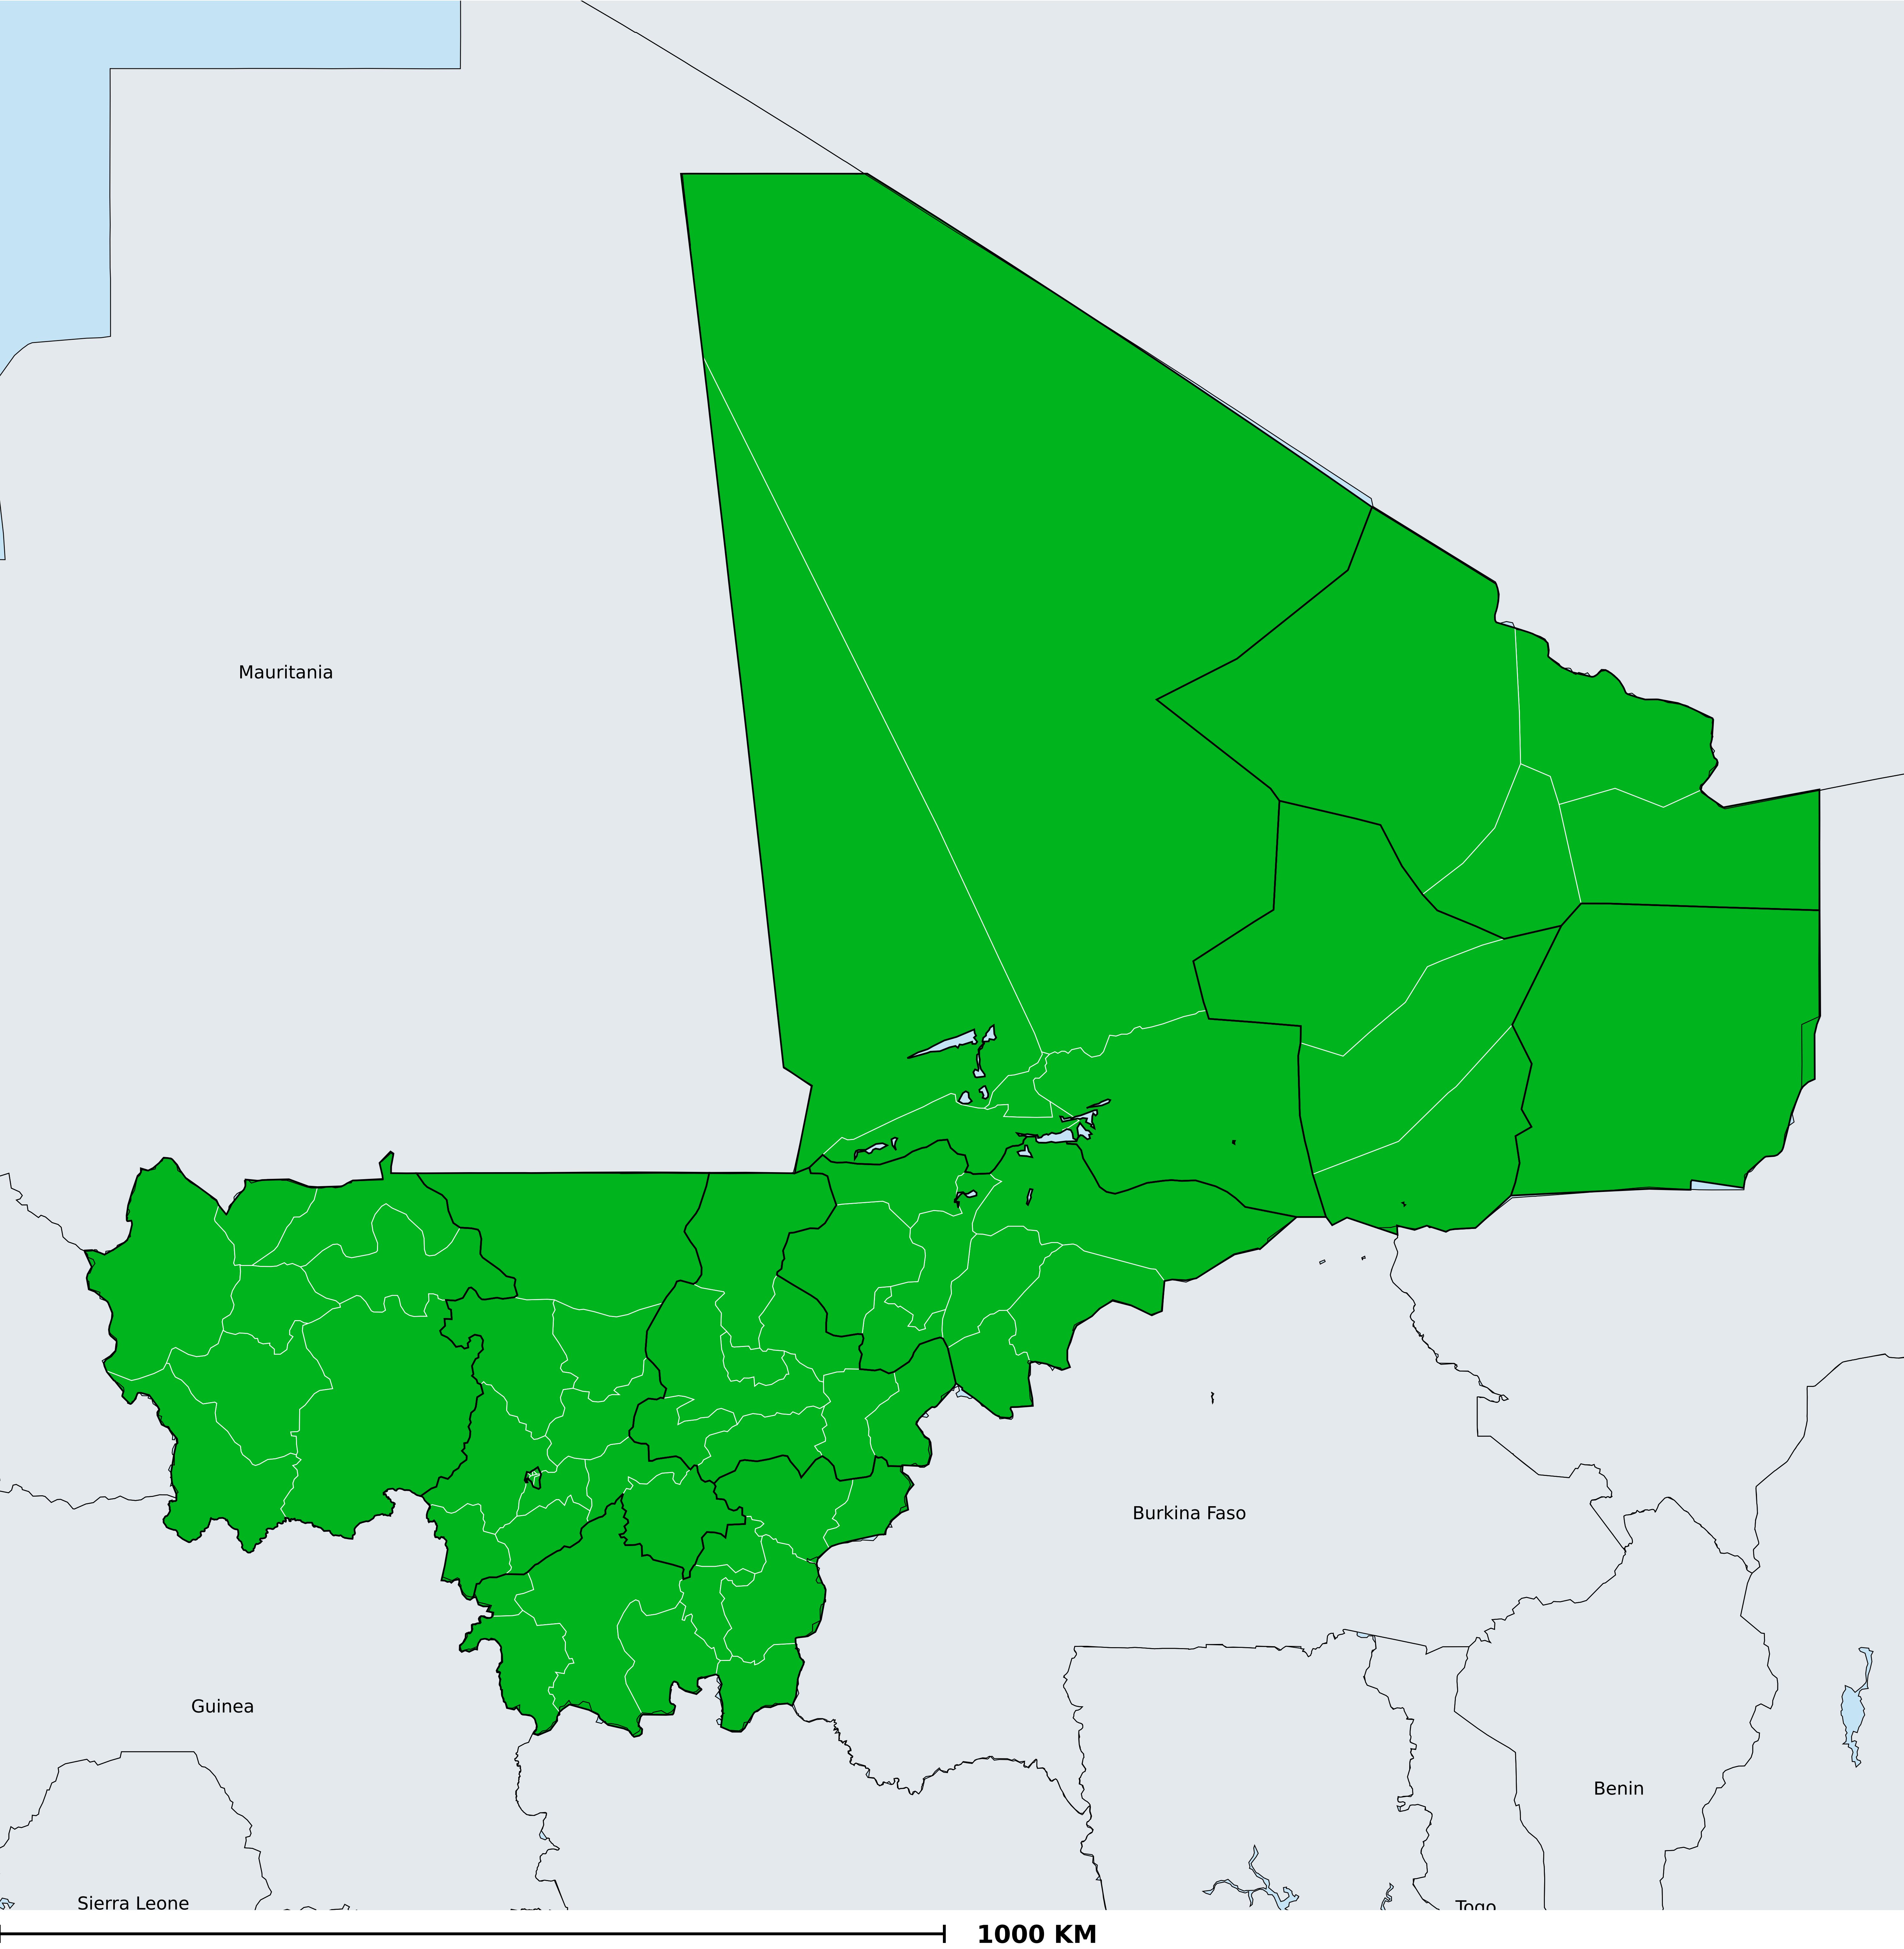 Mauritania
Burkina Faso
Guinea
Benin
Sierra Leone
Togo
1000 KM